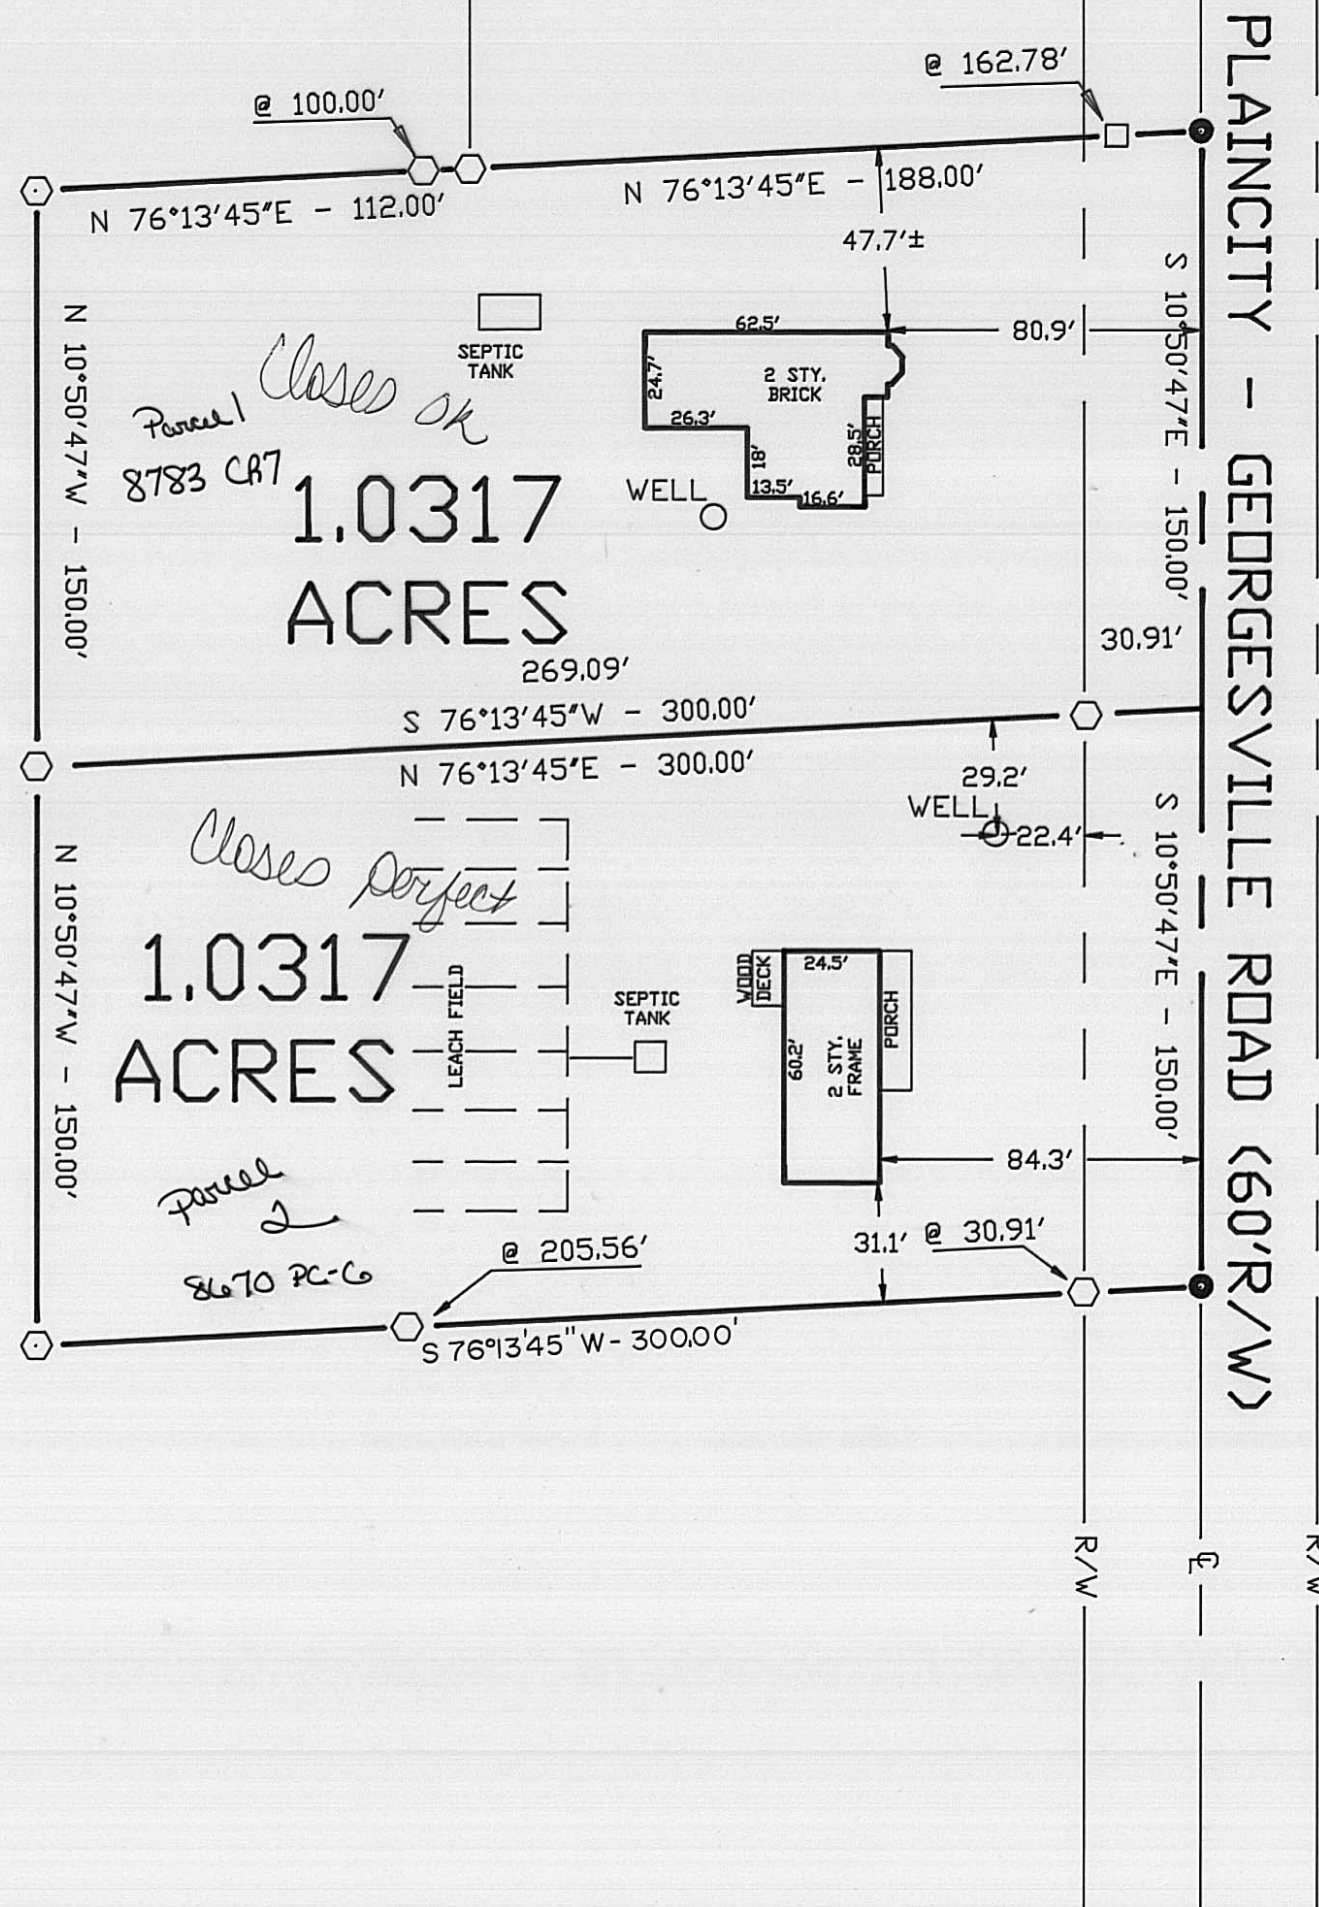 @ 162.78'
@ 100.00'
N 76°13'45"E - 112.00'
N 76°13'45"E - 188.00'
47.7'±
S 10°50'47"E - 150.00'
PLAINCITY - GEORGESVILLE ROAD (60'R/W)
N 10°50'47"W - 150.00'
SEPTIC
TANK
62.5'
80.9'
24.7'
2 STY.
BRICK
26.3'
18'
28.5'
PORCH
13.5'
16.6'
Closes ok
Parcel 1
8783 CR7
WELL
1.0317
ACRES
30.91'
269.09'
S 76°13'45"W - 300.00'
N 76°13'45"E - 300.00'
29.2'
WELL
22.4'
S 10°50'47"E - 150.00'
N 10°50'47"W - 150.00'
Closes perfect
1.0317
ACRES
LEACH FIELD
SEPTIC
TANK
WOOD
DECK
24.5'
60.2'
2 STY.
FRAME
PORCH
84.3'
Parcel
2
8670 PC-G
31.1'
@ 30.91'
@ 205.56'
S 76°13'45" W- 300.00'
R/W
CL
R/W